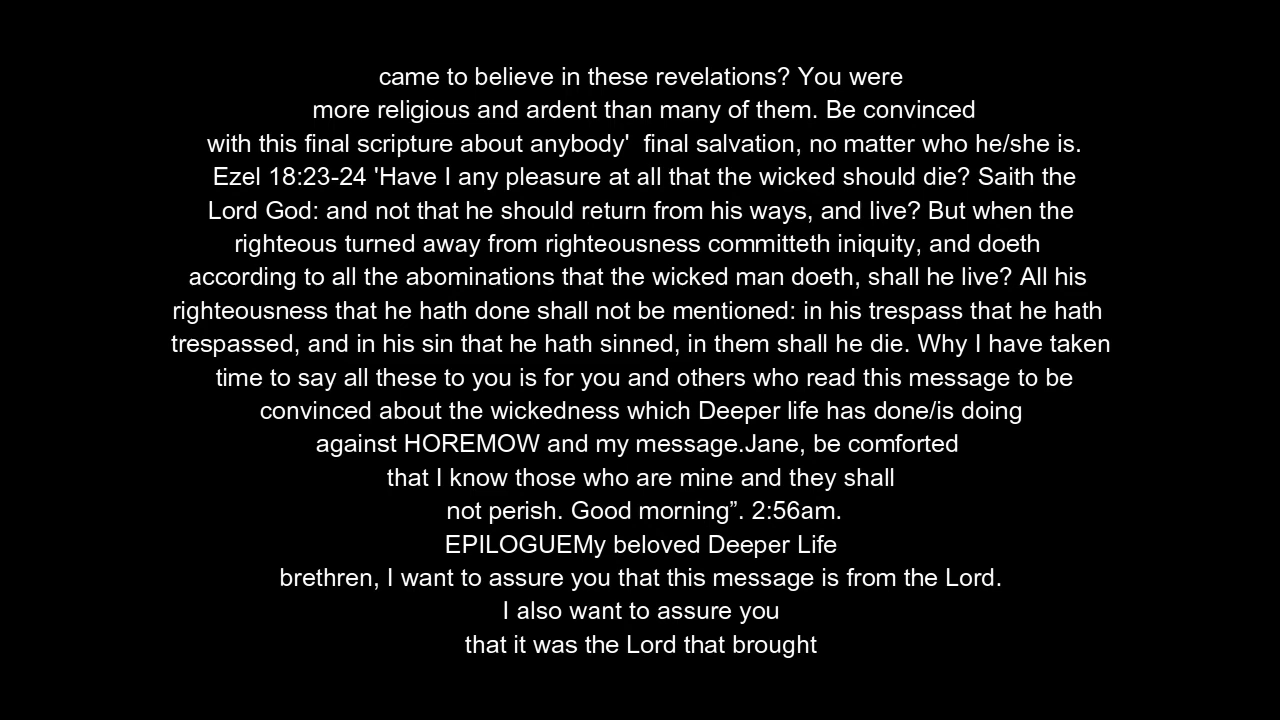 came to believe in these revelations? You were
more religious and ardent than many of them. Be convinced
with this final scripture about anybody'  final salvation, no matter who he/she is.
Ezel 18:23-24 'Have I any pleasure at all that the wicked should die? Saith the
Lord God: and not that he should return from his ways, and live? But when the
righteous turned away from righteousness committeth iniquity, and doeth
according to all the abominations that the wicked man doeth, shall he live? All his
righteousness that he hath done shall not be mentioned: in his trespass that he hath
trespassed, and in his sin that he hath sinned, in them shall he die. Why I have taken
time to say all these to you is for you and others who read this message to be
convinced about the wickedness which Deeper life has done/is doing
against HOREMOW and my message.Jane, be comforted
that I know those who are mine and they shall
not perish. Good morning”. 2:56am.
EPILOGUEMy beloved Deeper Life
brethren, I want to assure you that this message is from the Lord.
I also want to assure you
that it was the Lord that brought